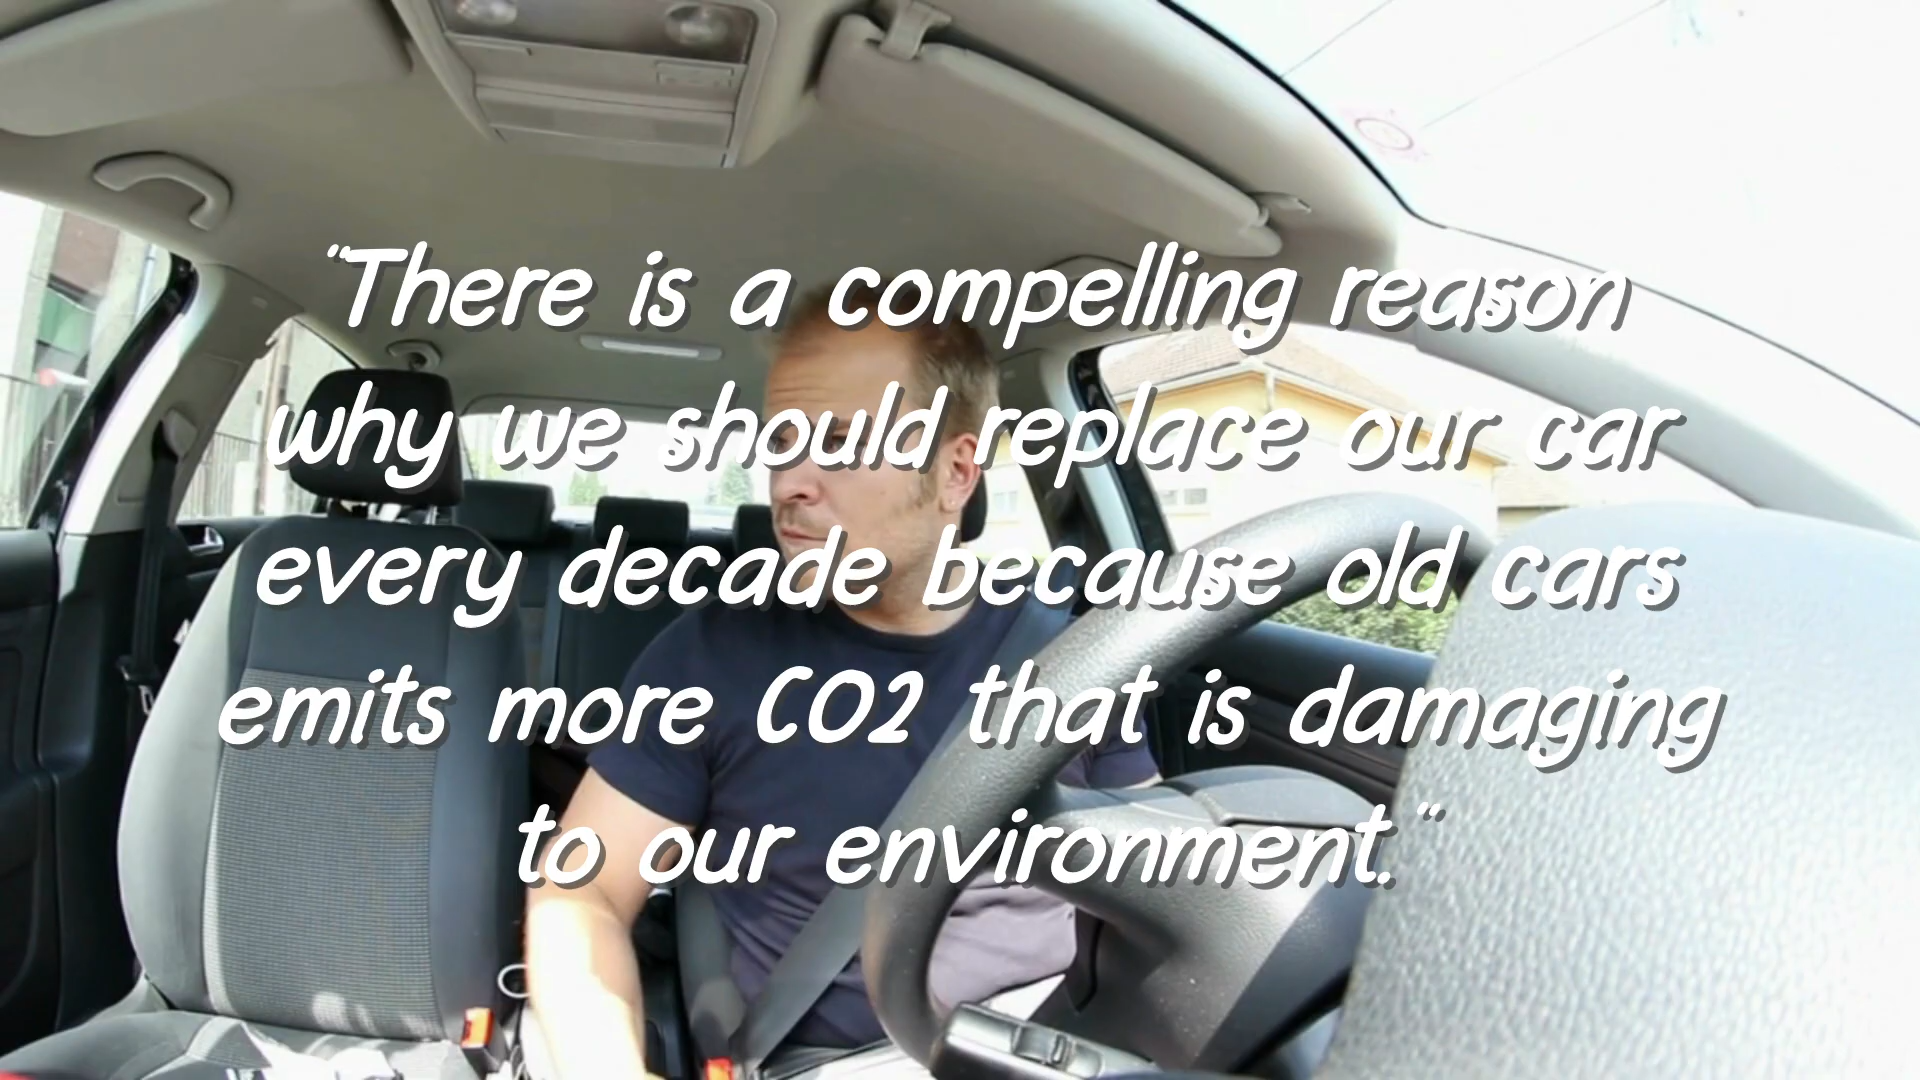 "There is a compelling reason
why we should replace our car
every decade because old cars
emits more CO2 that is damaging
to our environment."